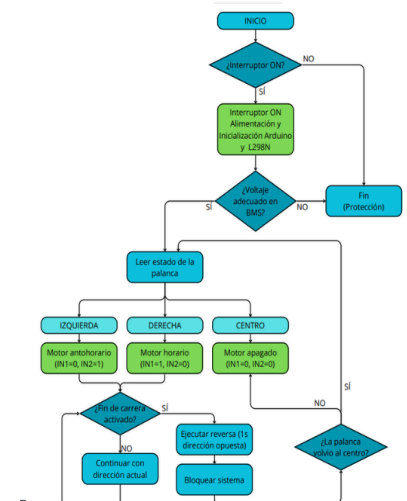 INICIO
¿Interruptor ON?
NO
SÍ
Interruptor ON
Alimentación y
Inicialización Arduino
y L298N
¿Voltaje
adecuado en
BMS?
SÍ
NO
Fin
(Protección)
Leer estado de la
palanca
IZQUIERDA
DERECHA
CENTRO
Motor antohorario
(IN1=0, IN2=1)
Motor horario
(IN1=1, IN2=0)
Motor apagado
(IN1=0, IN2=0)
SÍ
NO
¿Fin de carrera
activado?
SÍ
NO
Ejecutar reversa (1s
dirección opuesta)
¿La palanca
volvio al centro?
Continuar con
dirección actual
Bloquear sistema